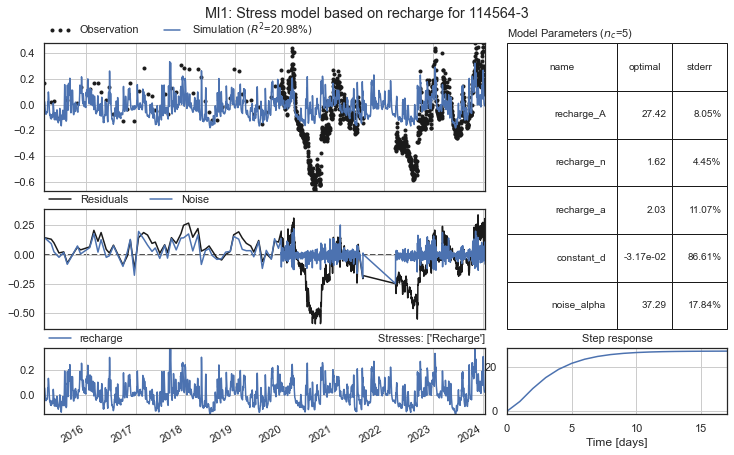 MI1: Stress model based on recharge for 114564-3
Observation
Simulation (R²=20.98%)
0.4
0.2
0.0
−0.2
−0.4
−0.6
Residuals
Noise
0.25
0.00
−0.25
−0.50
recharge
Stresses: ['Recharge']
0.2
0.0
2016
2017
2018
2019
2020
2021
2022
2023
2024
Model Parameters (n_c=5)
name optimal stderr
recharge_A 27.42 8.05%
recharge_n 1.62 4.45%
recharge_a 2.03 11.07%
constant_d -3.17e-02 86.61%
noise_alpha 37.29 17.84%
Step response
20
0
0 5 10 15
Time [days]